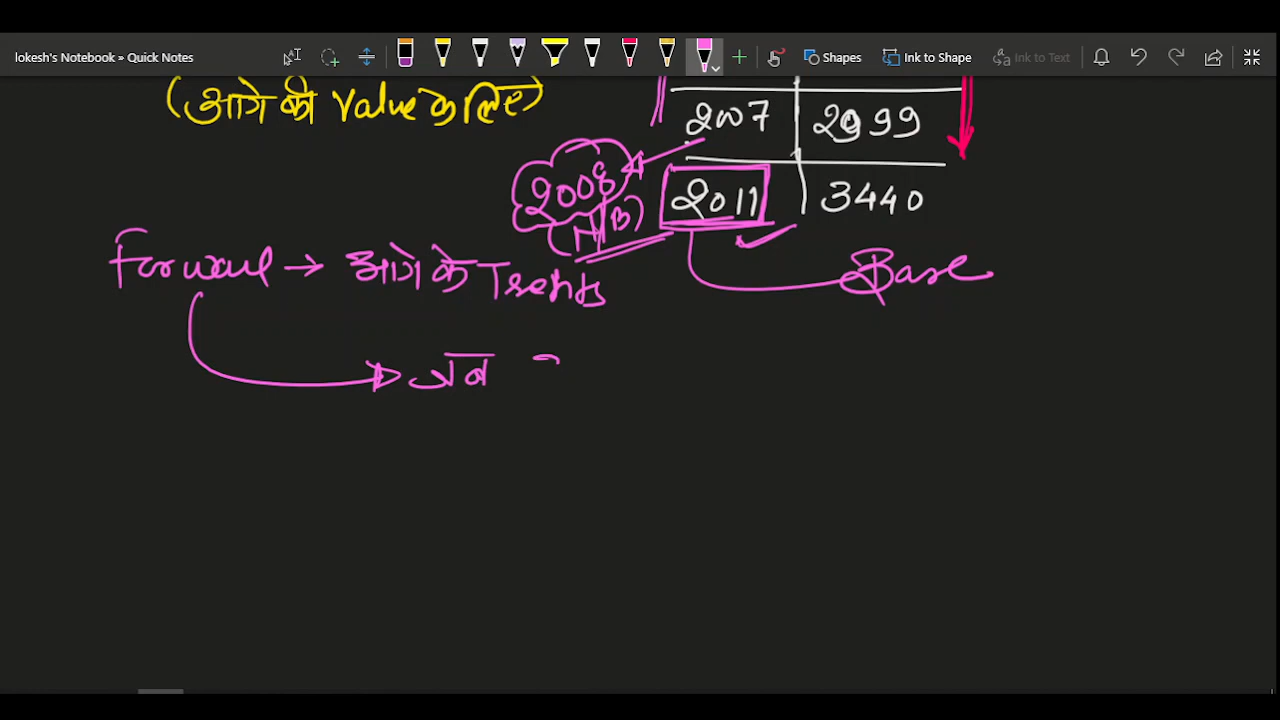 lokesh's Notebook » Quick Notes
Shapes
Ink to Shape
Ink to Text
(आगे की Value के लिए)
2007 2999
2008
2011 3440
(NB)
Forward → आगे के Trends
Base
जब